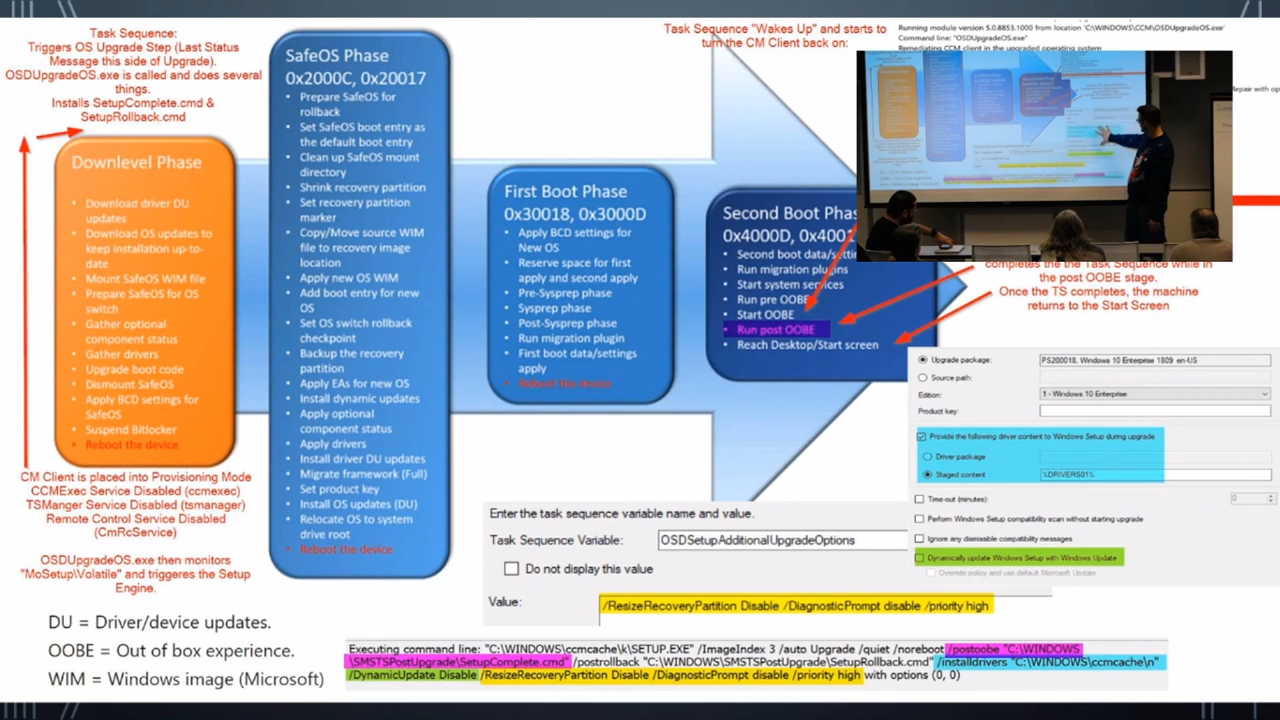 Task Sequence:
Triggers OS Upgrade Step (Last Status
Message this side of Upgrade).
OSDUpgradeOS.exe is called and does several
things.
Installs SetupComplete.cmd &
SetupRollback.cmd
Downlevel Phase
• Download driver DU
updates
• Download OS updates to
keep installation up-to-
date
• Mount SafeOS WIM file
• Prepare SafeOS for OS
switch
• Gather optional
component status
• Gather drivers
• Upgrade boot code
• Dismount SafeOS
• Apply BCD settings for
SafeOS
• Suspend Bitlocker
• Reboot the device
CM Client is placed into Provisioning Mode
CCMExec Service Disabled (ccmexec)
TSManger Service Disabled (tsmanager)
Remote Control Service Disabled
(CmRcService)
OSDUpgradeOS.exe then monitors
"MoSetup\Volatile" and triggeres the Setup
Engine.
DU = Driver/device updates.
OOBE = Out of box experience.
WIM = Windows image (Microsoft)
SafeOS Phase
0x2000C, 0x20017
• Prepare SafeOS for
rollback
• Set SafeOS boot entry as
the default boot entry
• Clean up SafeOS mount
directory
• Shrink recovery partition
• Set recovery partition
marker
• Copy/Move source WIM
file to recovery image
location
• Apply new OS WIM
• Add boot entry for new
OS
• Set OS switch rollback
checkpoint
• Backup the recovery
partition
• Apply EAs for new OS
• Install dynamic updates
• Apply optional
component status
• Apply drivers
• Install driver DU updates
• Migrate framework (Full)
• Set product key
• Install OS updates (DU)
• Relocate OS to system
drive root
• Reboot the device
First Boot Phase
0x30018, 0x3000D
• Apply BCD settings for
New OS
• Reserve space for first
apply and second apply
• Pre-Sysprep phase
• Sysprep phase
• Post-Sysprep phase
• Run migration plugin
• First boot data/settings
apply
• Reboot the device
Task Sequence "Wakes Up" and starts to
turn the CM Client back on:
Running module version 5.0.8853.1000 from location 'C:\WINDOWS\CCM\OSDUpgradeOS.exe'
Command line: "OSDUpgradeOS.exe"
Remediating CCM client in the upgraded operating system
Repair with op
Second Boot Phas
0x4000D, 0x4001
• Second boot data/settin
• Run migration plugins
• Start system services
• Run pre OOBE
• Start OOBE
• Run post OOBE
• Reach Desktop/Start screen
completes the the Task Sequence while in
the post OOBE stage.
Once the TS completes, the machine
returns to the Start Screen
Upgrade package: PS200018, Windows 10 Enterprise 1809 en-US
Source path:
Edition: 1 - Windows 10 Enterprise
Product key:
Provide the following driver content to Windows Setup during upgrade
Driver package
Staged content %DRIVERS01%
Time-out (minutes): 0
Perform Windows Setup compatibility scan without starting upgrade
Ignore any dismissible compatibility messages
Dynamically update Windows Setup with Windows Update
Override policy and use default Microsoft Update
Enter the task sequence variable name and value.
Task Sequence Variable: OSDSetupAdditionalUpgradeOptions
Do not display this value
Value: /ResizeRecoveryPartition Disable /DiagnosticPrompt disable /priority high
Executing command line: "C:\WINDOWS\ccmcache\k\SETUP.EXE" /ImageIndex 3 /auto Upgrade /quiet /noreboot /postoobe "C:\WINDOWS
\SMSTSPostUpgrade\SetupComplete.cmd" /postrollback "C:\WINDOWS\SMSTSPostUpgrade\SetupRollback.cmd" /installdrivers "C:\WINDOWS\ccmcache\n"
/DynamicUpdate Disable /ResizeRecoveryPartition Disable /DiagnosticPrompt disable /priority high with options (0, 0)